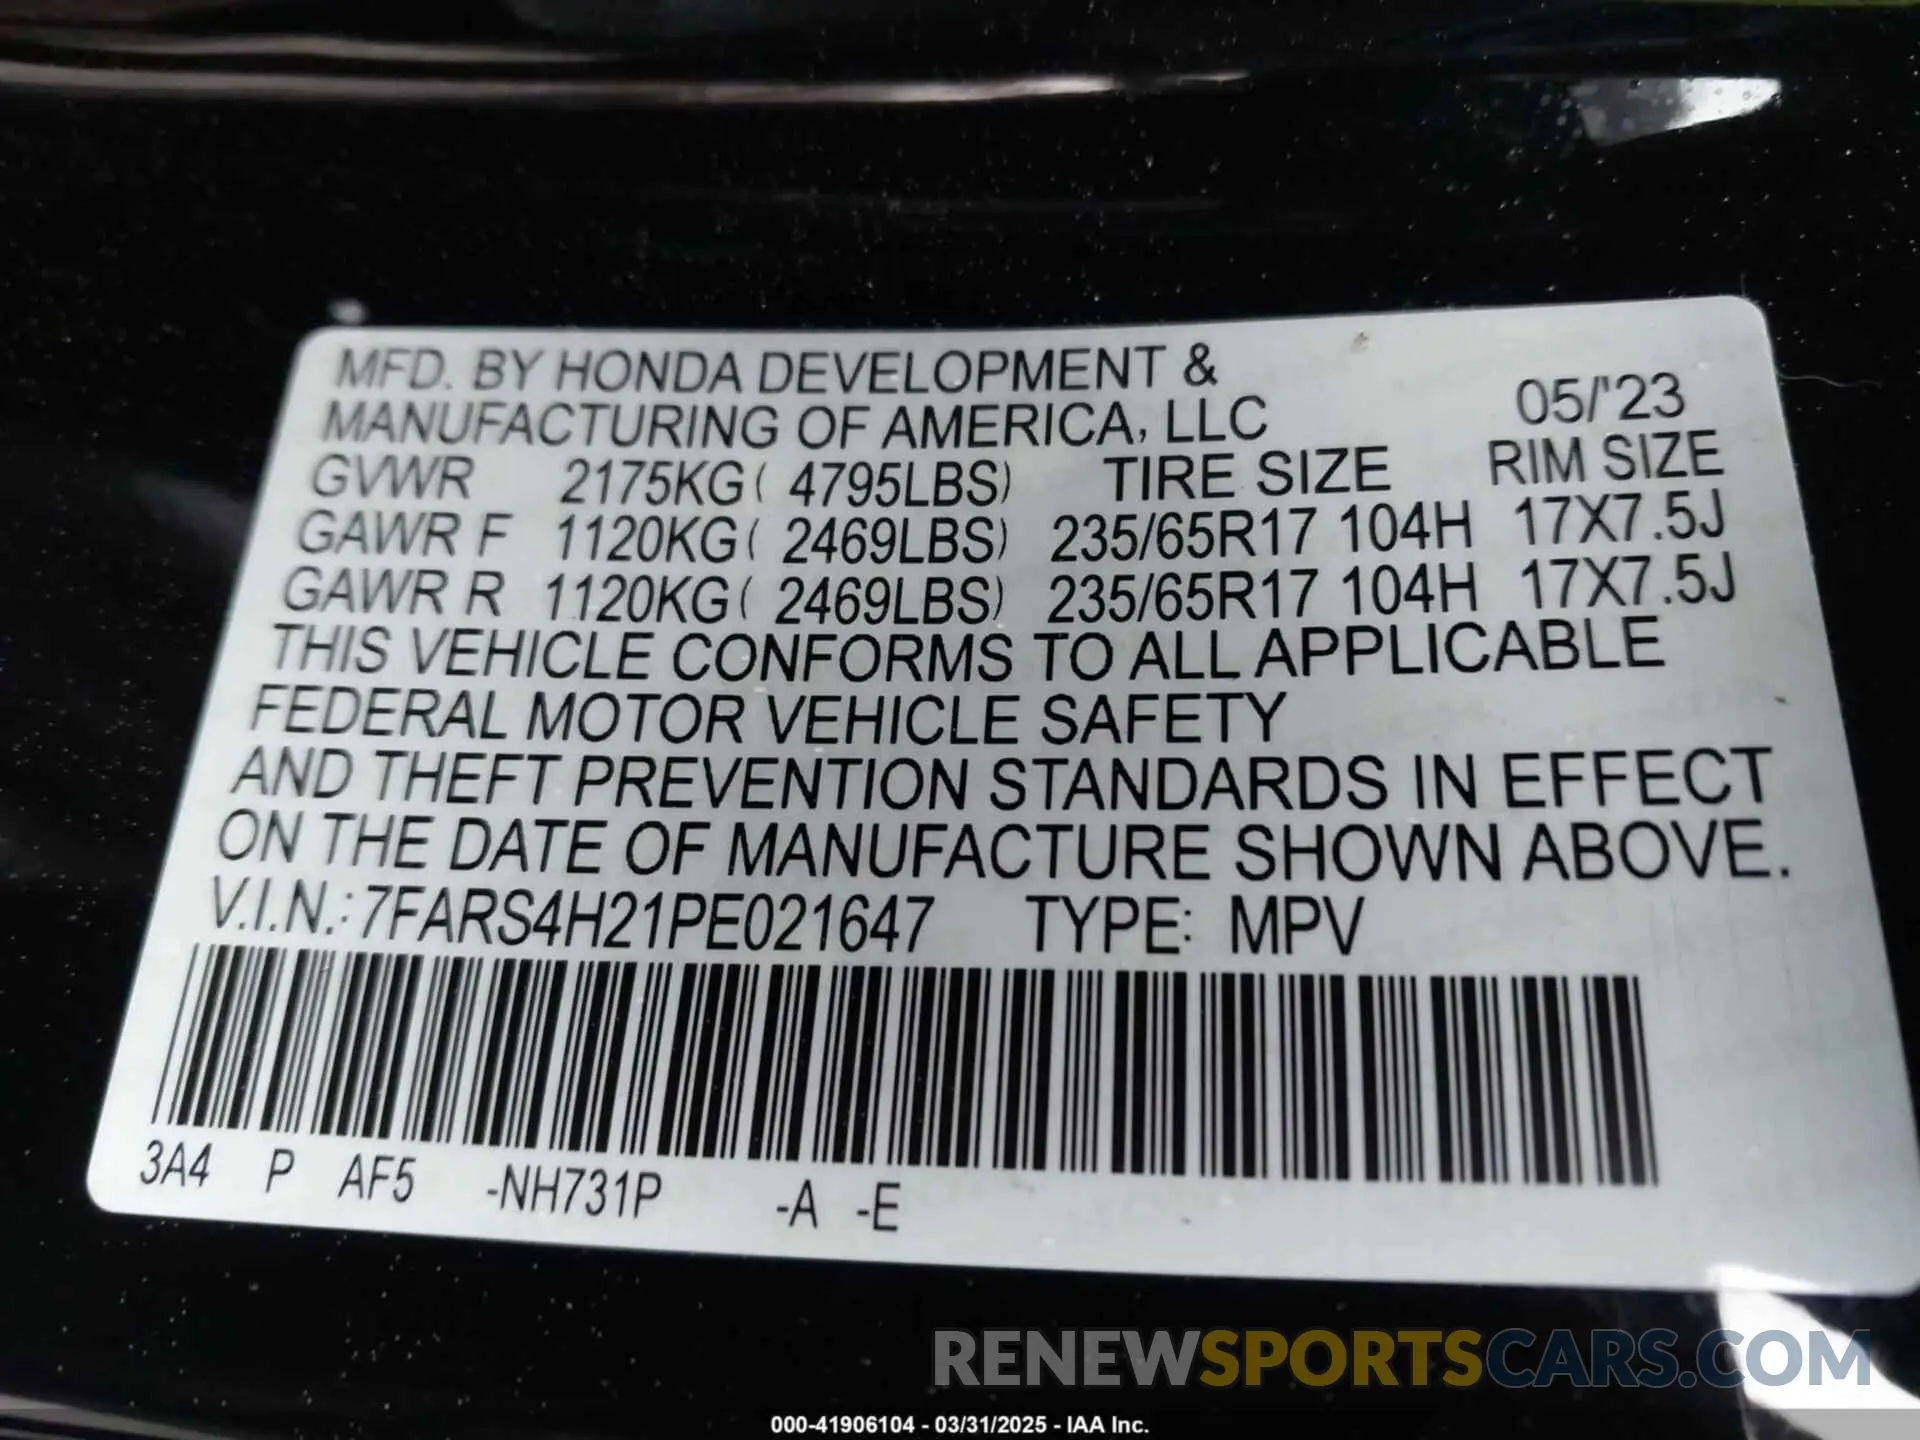 MFD. BY HONDA DEVELOPMENT &
MANUFACTURING OF AMERICA, LLC 05/'23
GVWR 2175KG( 4795LBS) TIRE SIZE RIM SIZE
GAWR F 1120KG( 2469LBS) 235/65R17 104H 17X7.5J
GAWR R 1120KG( 2469LBS) 235/65R17 104H 17X7.5J
THIS VEHICLE CONFORMS TO ALL APPLICABLE
FEDERAL MOTOR VEHICLE SAFETY
AND THEFT PREVENTION STANDARDS IN EFFECT
ON THE DATE OF MANUFACTURE SHOWN ABOVE.
V.I.N.: 7FARS4H21PE021647 TYPE: MPV
3A4 P AF5 -NH731P -A -E
RENEWSPORTSCARS.COM
000-41906104 - 03/31/2025 - IAA Inc.